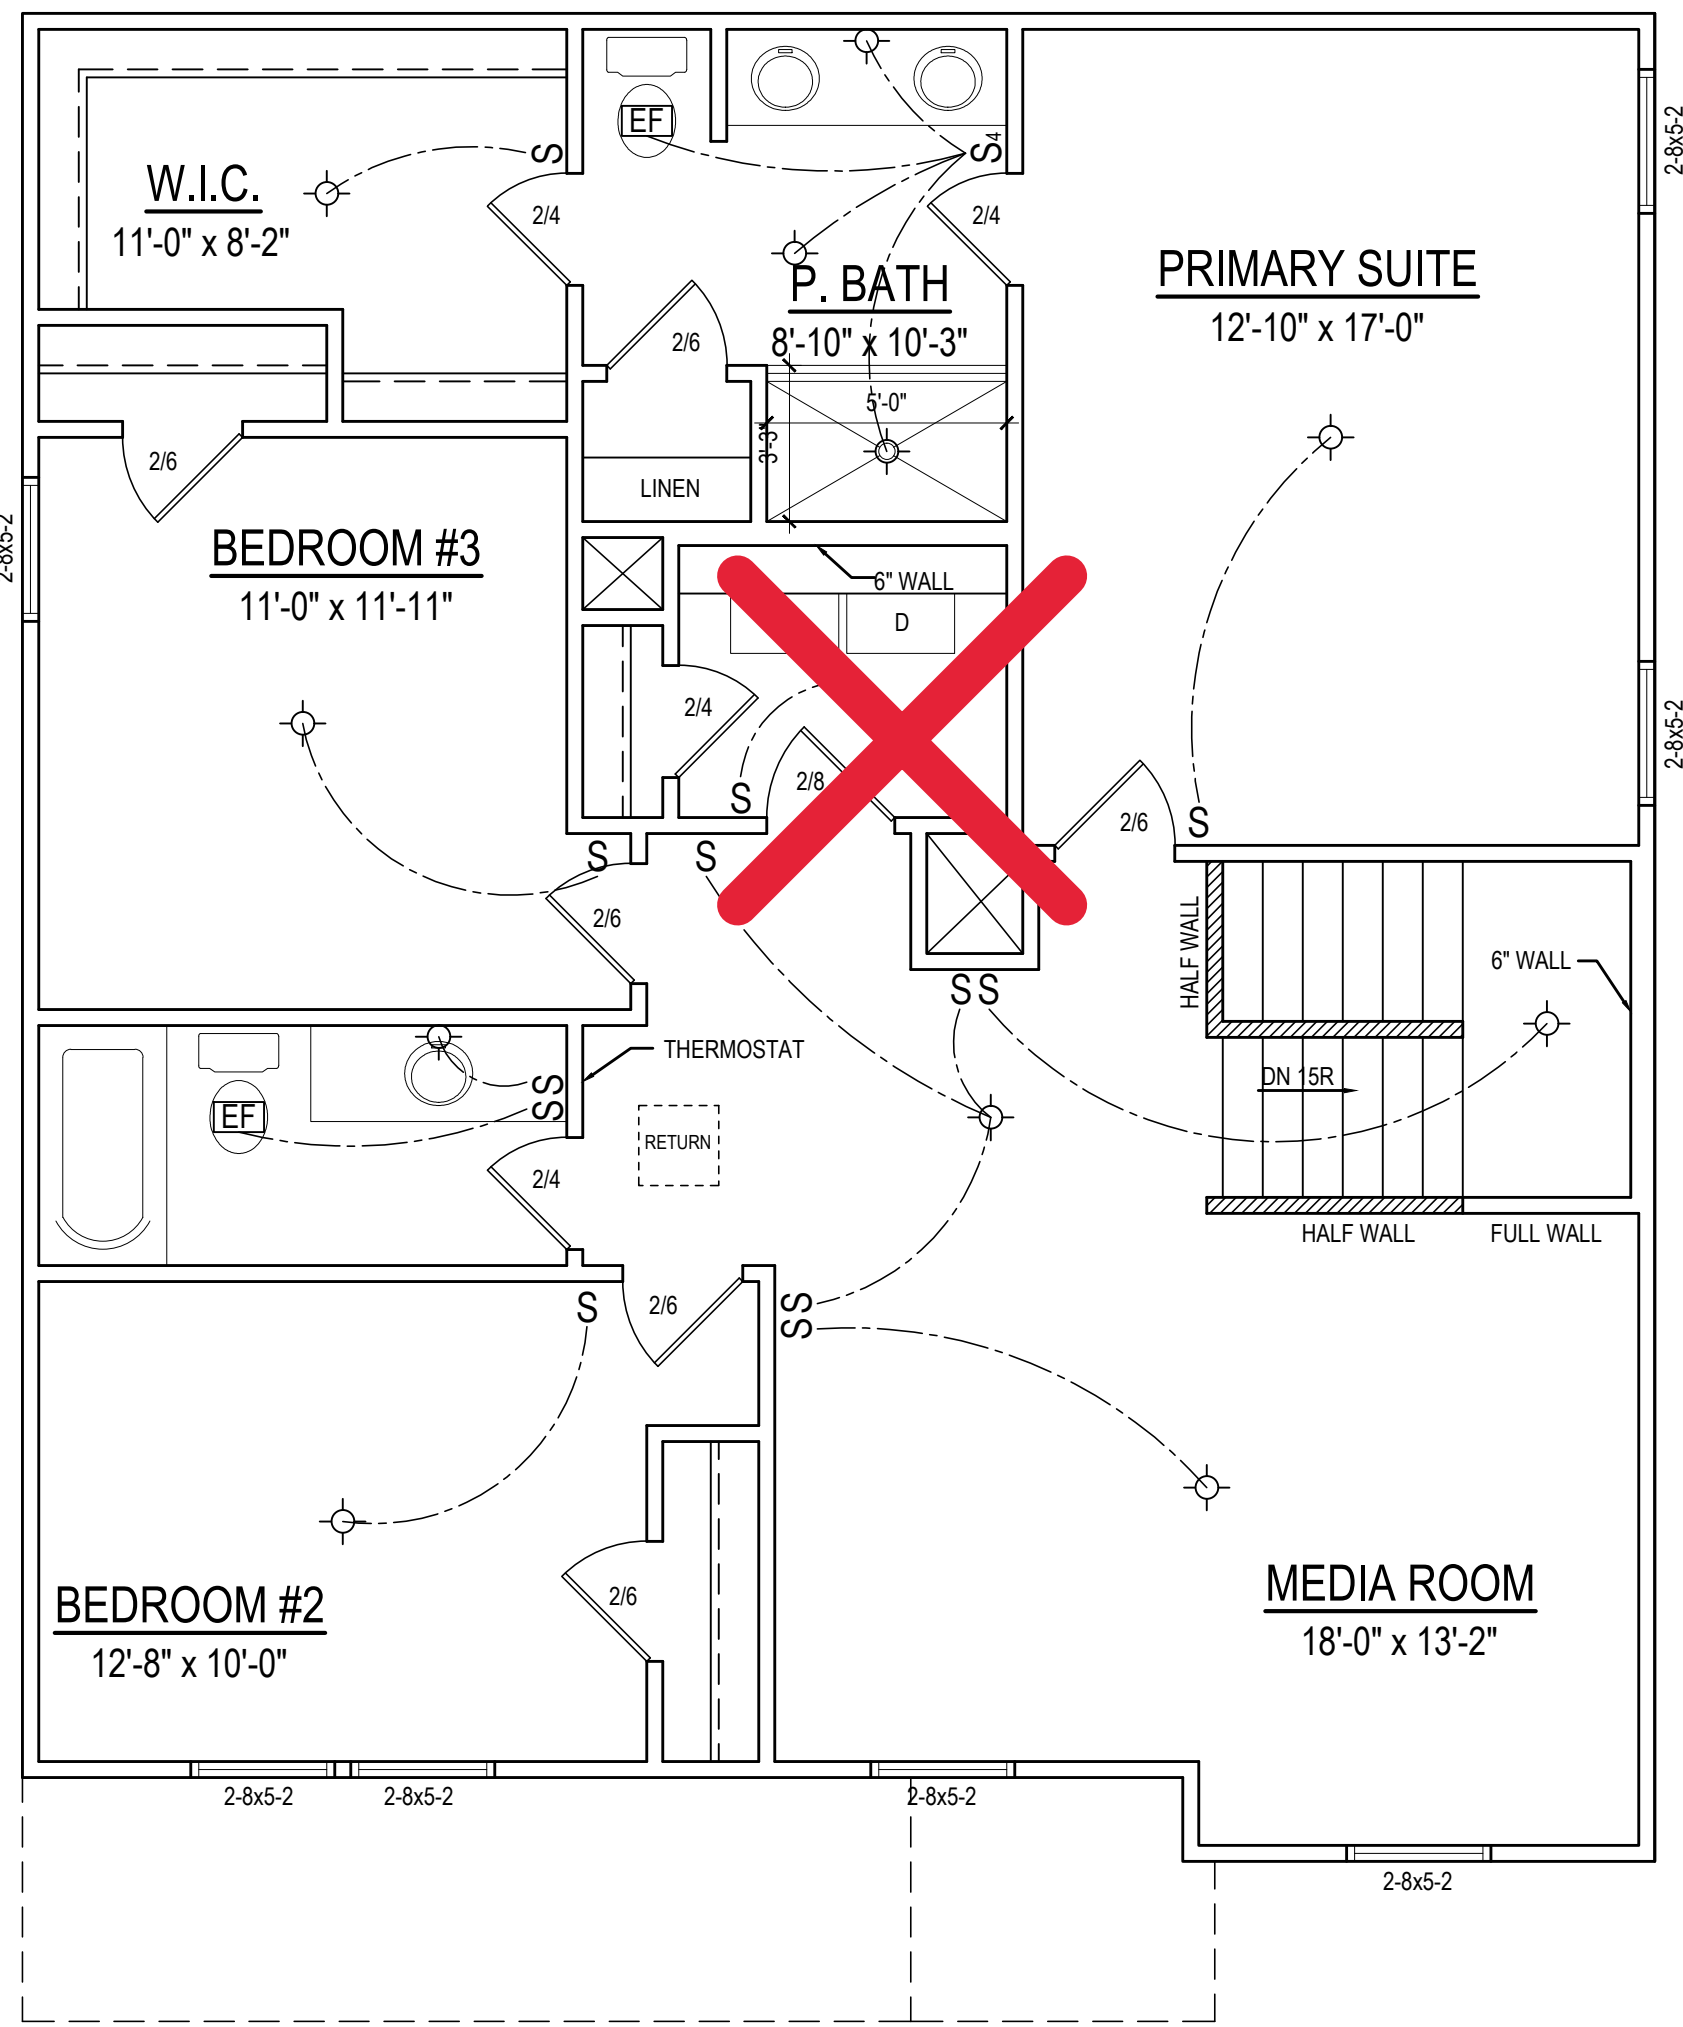 2-8x5-2
EF
S
S4
W.I.C.
11'-0" x 8'-2"
2/4
2/4
P. BATH
8'-10" x 10'-3"
PRIMARY SUITE
12'-10" x 17'-0"
2/6
5'-0"
3'-3"
2/6
LINEN
2-8x5-2
BEDROOM #3
11'-0" x 11'-11"
6" WALL
D
2/4
2-8x5-2
2/8
S
2/6
S
S
S
2/6
HALF WALL
6" WALL
SS
THERMOSTAT
DN 15R
SS
EF
RETURN
2/4
HALF WALL
FULL WALL
S
2/6
SS
BEDROOM #2
12'-8" x 10'-0"
2/6
MEDIA ROOM
18'-0" x 13'-2"
2-8x5-2
2-8x5-2
2-8x5-2
2-8x5-2